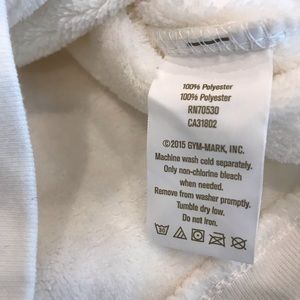 100% Polyester
100% Polyester
RN70530
CA31802
©2015 GYM-MARK, INC.
Machine wash cold separately.
Only non-chlorine bleach
when needed.
Remove from washer promptly.
Tumble dry low.
Do not iron.